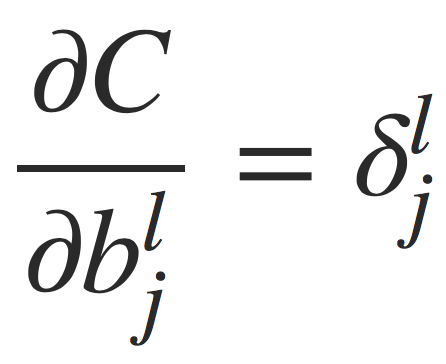 ∂C/∂b_j^l = δ_j^l